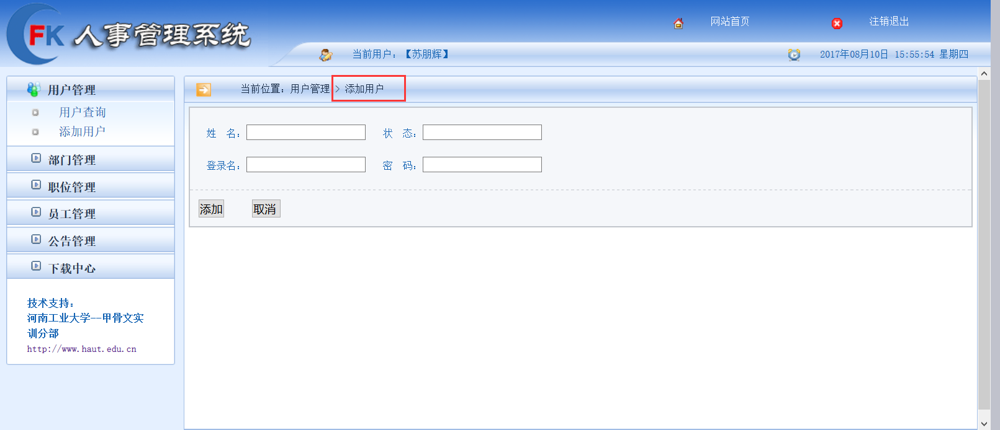 FK 人事管理系统
网站首页 注销退出
当前用户：【苏朋辉】 2017年08月10日 15:55:54 星期四
用户管理
用户查询
添加用户
部门管理
职位管理
员工管理
公告管理
下载中心
技术支持：
河南工业大学--甲骨文实
训分部
http://www.haut.edu.cn
当前位置：用户管理 > 添加用户
姓 名： 状 态：
登录名： 密 码：
添加 取消